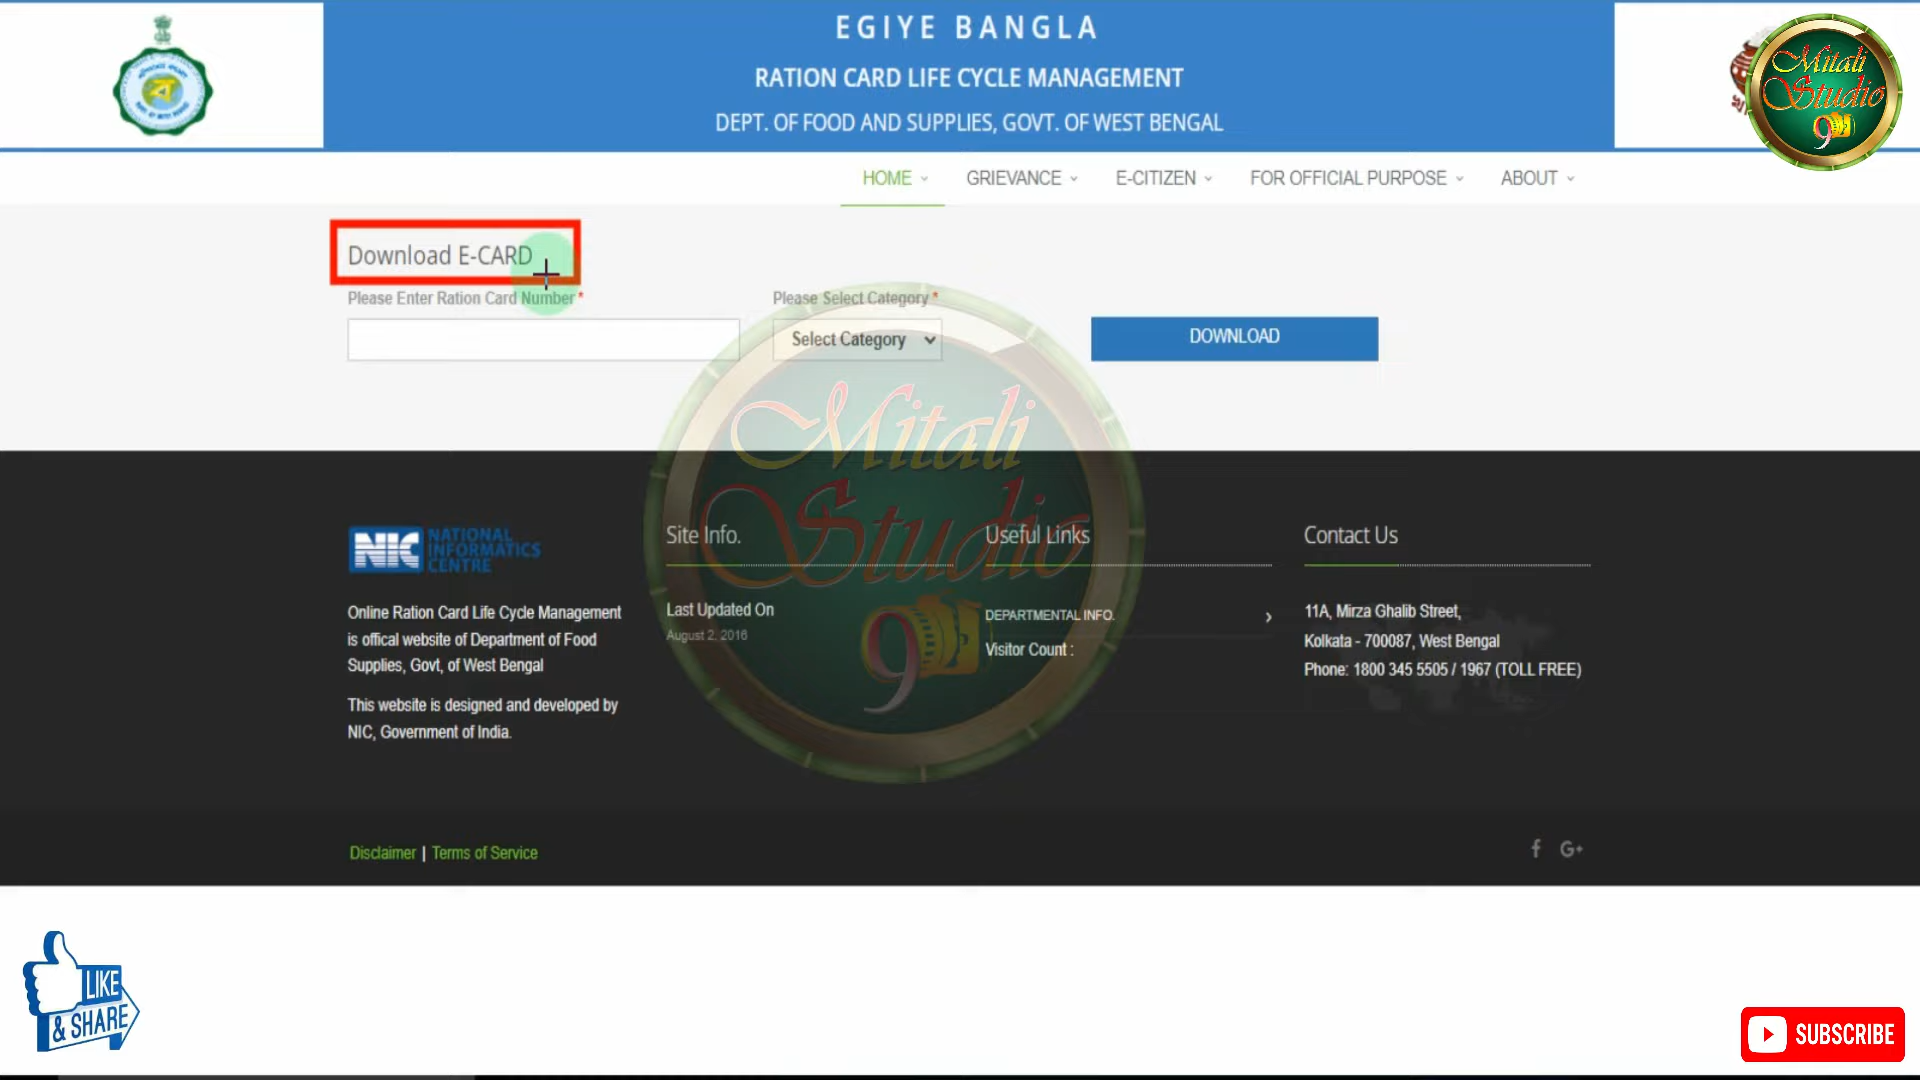 EGIYE BANGLA
RATION CARD LIFE CYCLE MANAGEMENT
DEPT. OF FOOD AND SUPPLIES, GOVT. OF WEST BENGAL
Mitali
Studio
9
HOME GRIEVANCE E-CITIZEN FOR OFFICIAL PURPOSE ABOUT
Download E-CARD
Please Enter Ration Card Number *
Please Select Category *
Select Category
DOWNLOAD
Mitali
Studio
9
NIC NATIONAL
INFORMATICS
CENTRE
Online Ration Card Life Cycle Management
is offical website of Department of Food
Supplies, Govt, of West Bengal
This website is designed and developed by
NIC, Government of India.
Site Info.
Last Updated On
August 2, 2016
Useful Links
DEPARTMENTAL INFO.
Visitor Count :
Contact Us
11A, Mirza Ghalib Street,
Kolkata - 700087, West Bengal
Phone: 1800 345 5505 / 1967 (TOLL FREE)
Disclaimer | Terms of Service
f G+
LIKE
& SHARE
SUBSCRIBE